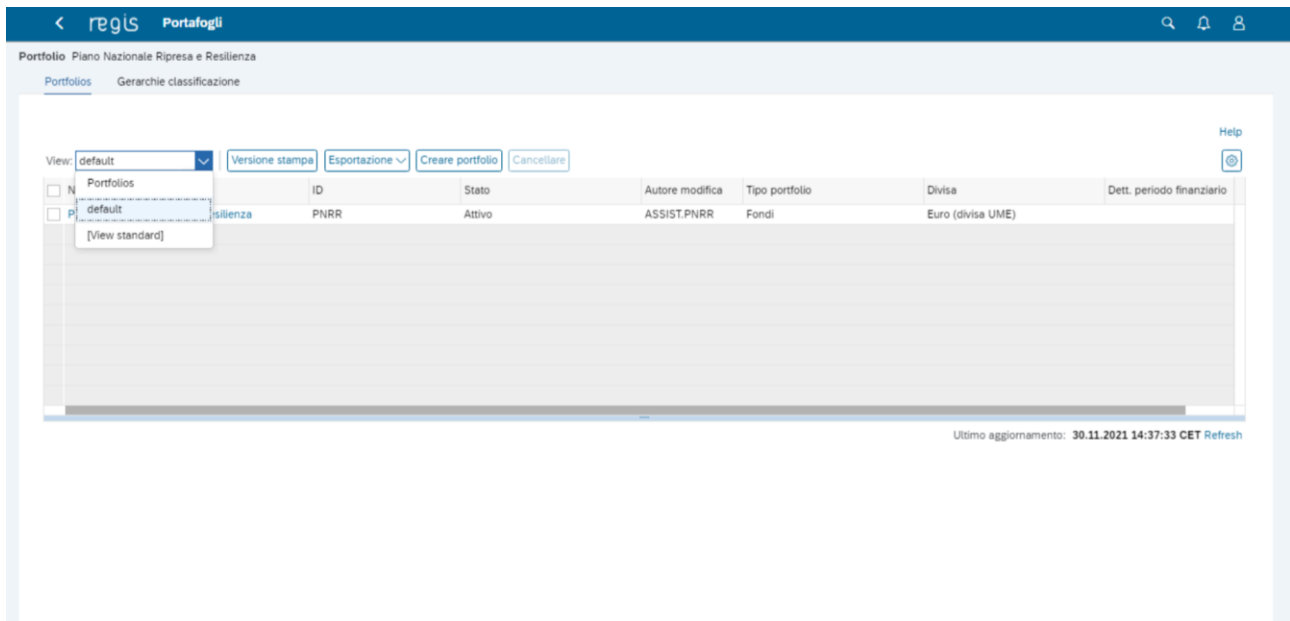 regis Portafogli
Portfolio Piano Nazionale Ripresa e Resilienza
Portfolios Gerarchie classificazione
Help
View: default Versione stampa Esportazione Creare portfolio Cancellare
Portfolios
default
[View standard]
N ID Stato Autore modifica Tipo portfolio Divisa Dett. periodo finanziario
P silienza PNRR Attivo ASSIST.PNRR Fondi Euro (divisa UME)
Ultimo aggiornamento: 30.11.2021 14:37:33 CET Refresh